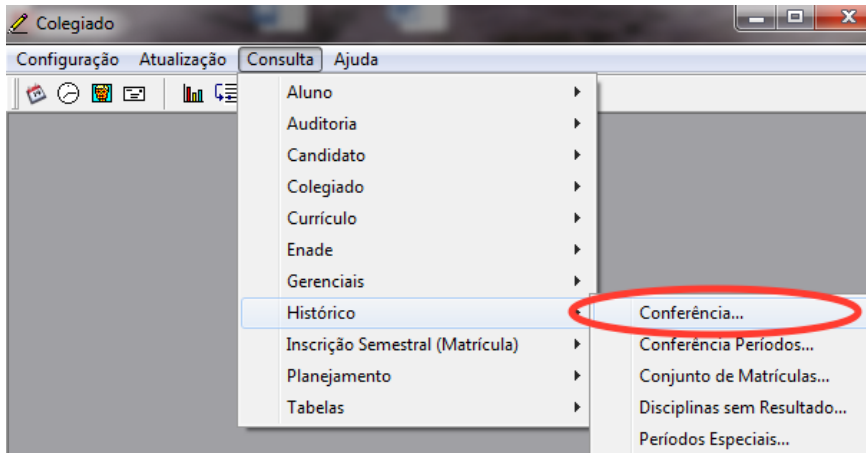 Colegiado
Configuração Atualização Consulta Ajuda
Aluno
Auditoria
Candidato
Colegiado
Currículo
Enade
Gerenciais
Histórico
Inscrição Semestral (Matrícula)
Planejamento
Tabelas
Conferência...
Conferência Períodos...
Conjunto de Matrículas...
Disciplinas sem Resultado...
Períodos Especiais...